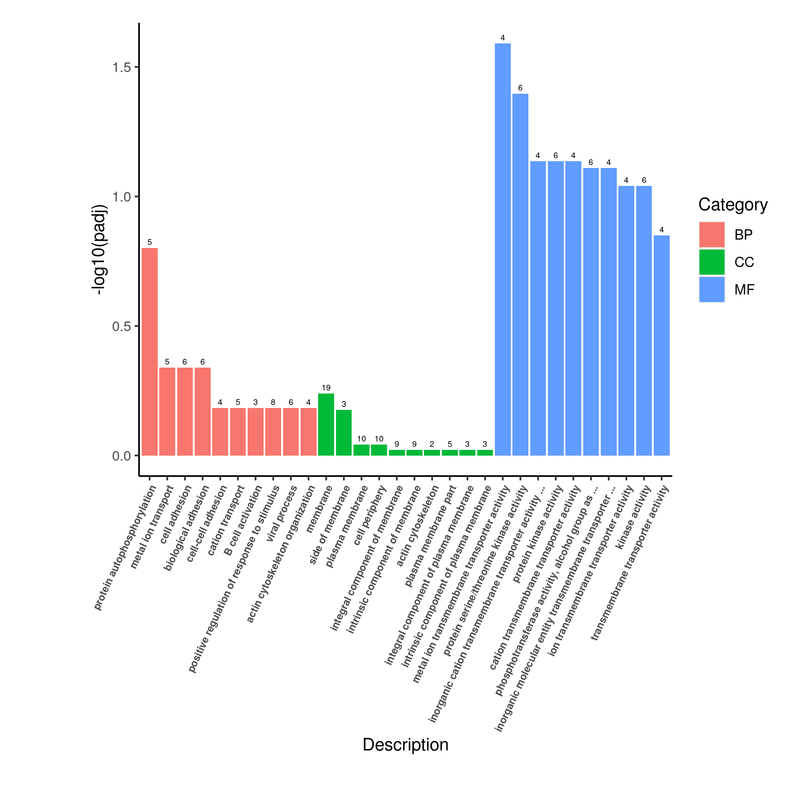 -log10(padj)
1.5
1.0
0.5
0.0
5
5
6
6
4
5
3
8
6
4
19
3
10
10
9
9
2
5
3
3
4
6
4
6
4
6
4
4
6
4
protein autophosphorylation
metal ion transport
cell adhesion
biological adhesion
cell-cell adhesion
cation transport
B cell activation
positive regulation of response to stimulus
viral process
actin cytoskeleton organization
membrane
side of membrane
plasma membrane
cell periphery
integral component of membrane
intrinsic component of membrane
actin cytoskeleton
plasma membrane part
integral component of plasma membrane
intrinsic component of plasma membrane
metal ion transmembrane transporter activity
protein serine/threonine kinase activity
inorganic cation transmembrane transporter activity ...
protein kinase activity
cation transmembrane transporter activity
phosphotransferase activity, alcohol group as ...
inorganic molecular entity transmembrane transporter ...
ion transmembrane transporter activity
kinase activity
transmembrane transporter activity
Description
Category
BP
CC
MF